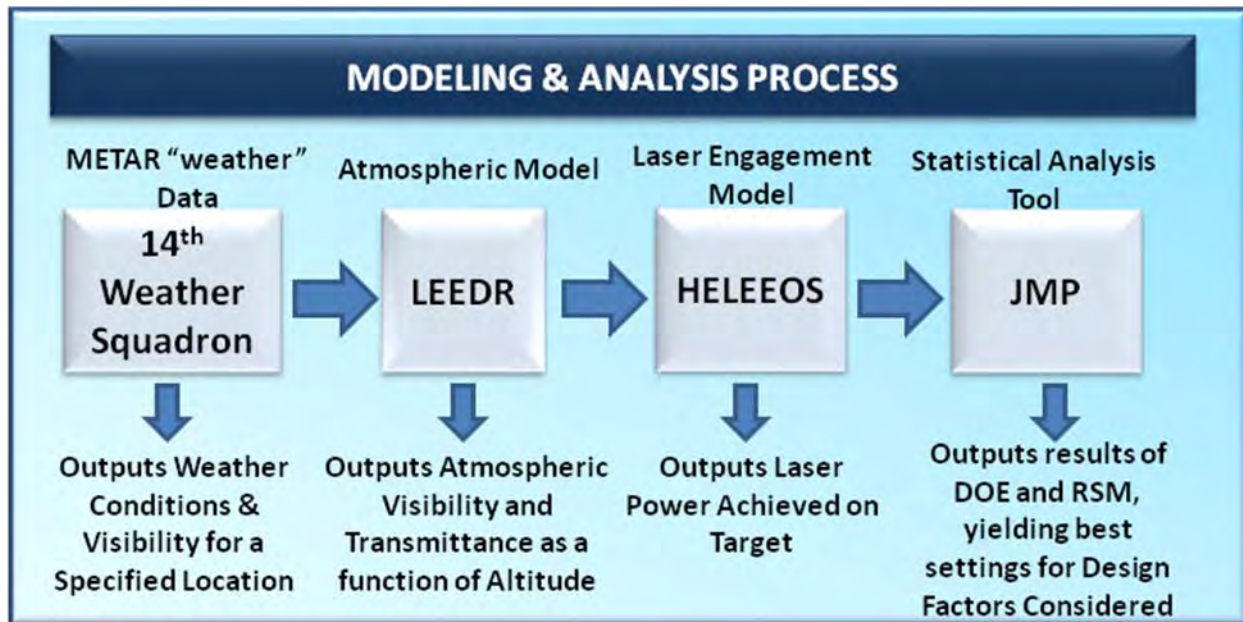 MODELING & ANALYSIS PROCESS
METAR “weather”
Data
14th
Weather
Squadron
Outputs Weather
Conditions &
Visibility for a
Specified Location
Atmospheric Model
LEEDR
Outputs Atmospheric
Visibility and
Transmittance as a
function of Altitude
Laser Engagement
Model
HELEEOS
Outputs Laser
Power Achieved on
Target
Statistical Analysis
Tool
JMP
Outputs results of
DOE and RSM,
yielding best
settings for Design
Factors Considered